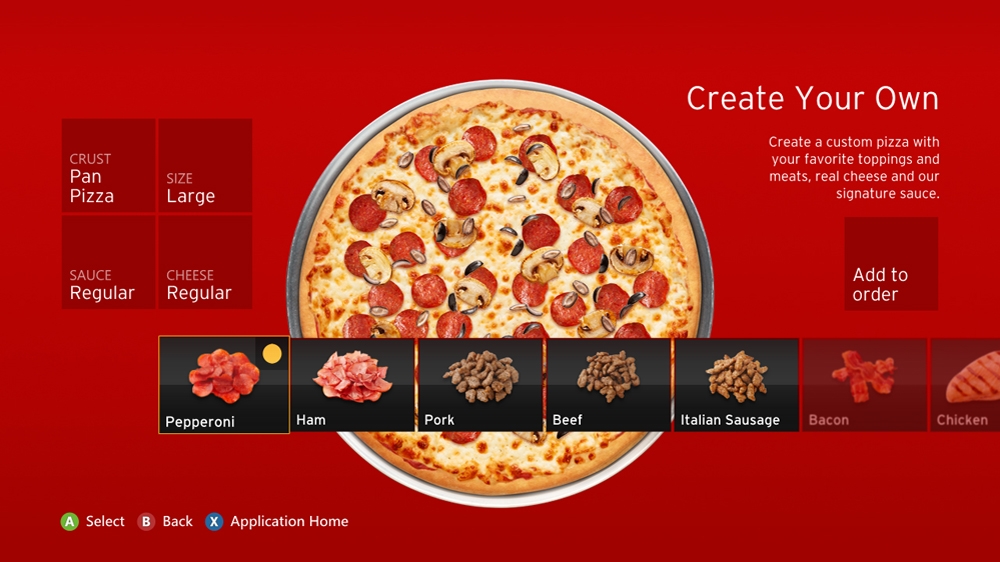 Create Your Own
Create a custom pizza with
your favorite toppings and
meats, real cheese and our
signature sauce.
CRUST
Pan
Pizza
SIZE
Large
SAUCE
Regular
CHEESE
Regular
Add to
order
Pepperoni
Ham
Pork
Beef
Italian Sausage
Bacon
Chicken
A Select
B Back
X Application Home